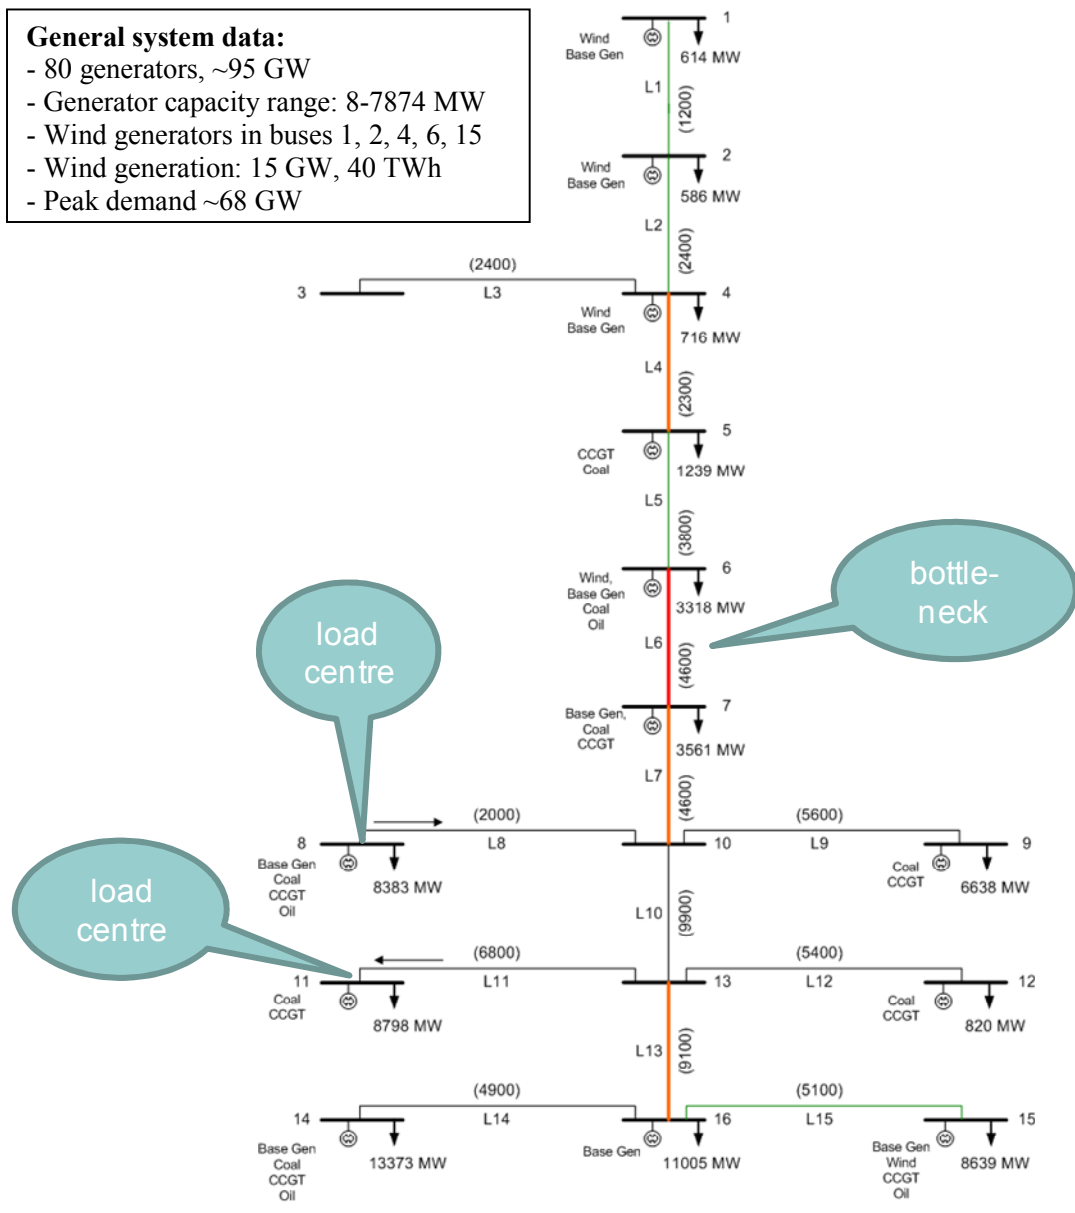 General system data:
- 80 generators, ~95 GW
- Generator capacity range: 8-7874 MW
- Wind generators in buses 1, 2, 4, 6, 15
- Wind generation: 15 GW, 40 TWh
- Peak demand ~68 GW
1
Wind
Base Gen
614 MW
L1
(1200)
2
Wind
Base Gen
586 MW
L2
(2400)
(2400)
3
L3
4
Wind
Base Gen
716 MW
L4
(2300)
5
CCGT
Coal
1239 MW
L5
(3800)
6
Wind,
Base Gen
Coal
Oil
3318 MW
bottle-
neck
load
centre
L6
(4600)
7
Base Gen,
Coal
CCGT
3561 MW
L7
(4600)
(2000)
(5600)
8
L8
10
L9
9
Base Gen
Coal
CCGT
Oil
8383 MW
Coal
CCGT
6638 MW
load
centre
L10
(9900)
(6800)
(5400)
11
L11
13
L12
12
Coal
CCGT
8798 MW
Coal
CCGT
820 MW
L13
(9100)
(4900)
(5100)
14
L14
16
L15
15
Base Gen
Coal
CCGT
Oil
13373 MW
Base Gen
11005 MW
Base Gen
Wind
CCGT
Oil
8639 MW